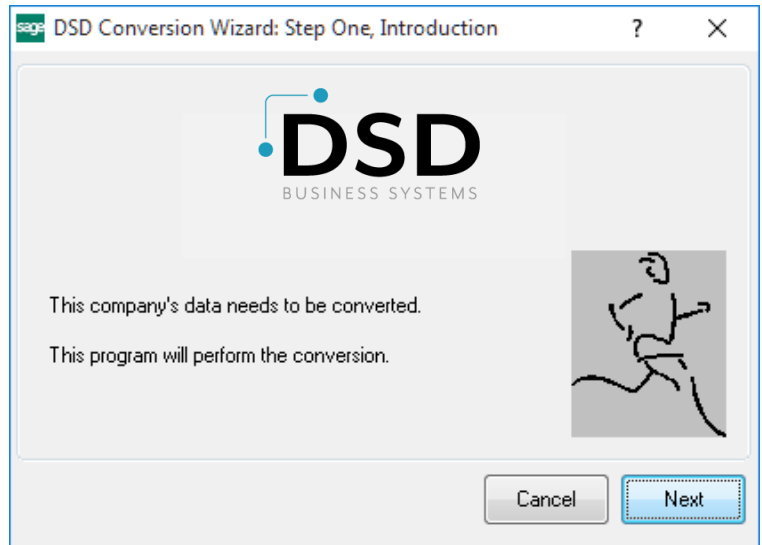 sage DSD Conversion Wizard: Step One, Introduction ? X
DSD
BUSINESS SYSTEMS
This company's data needs to be converted.
This program will perform the conversion.
Cancel Next